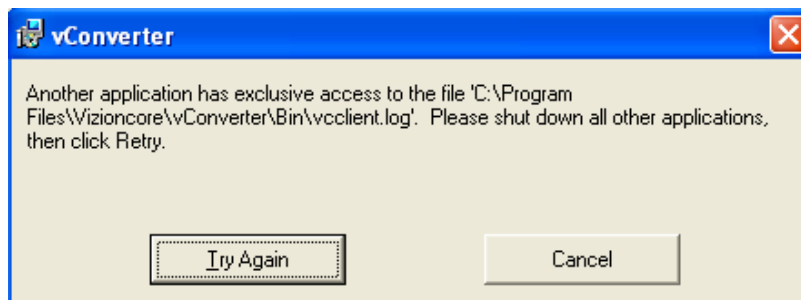 vConverter
Another application has exclusive access to the file 'C:\Program
Files\Vizioncore\vConverter\Bin\vcclient.log'. Please shut down all other applications,
then click Retry.
Try Again
Cancel